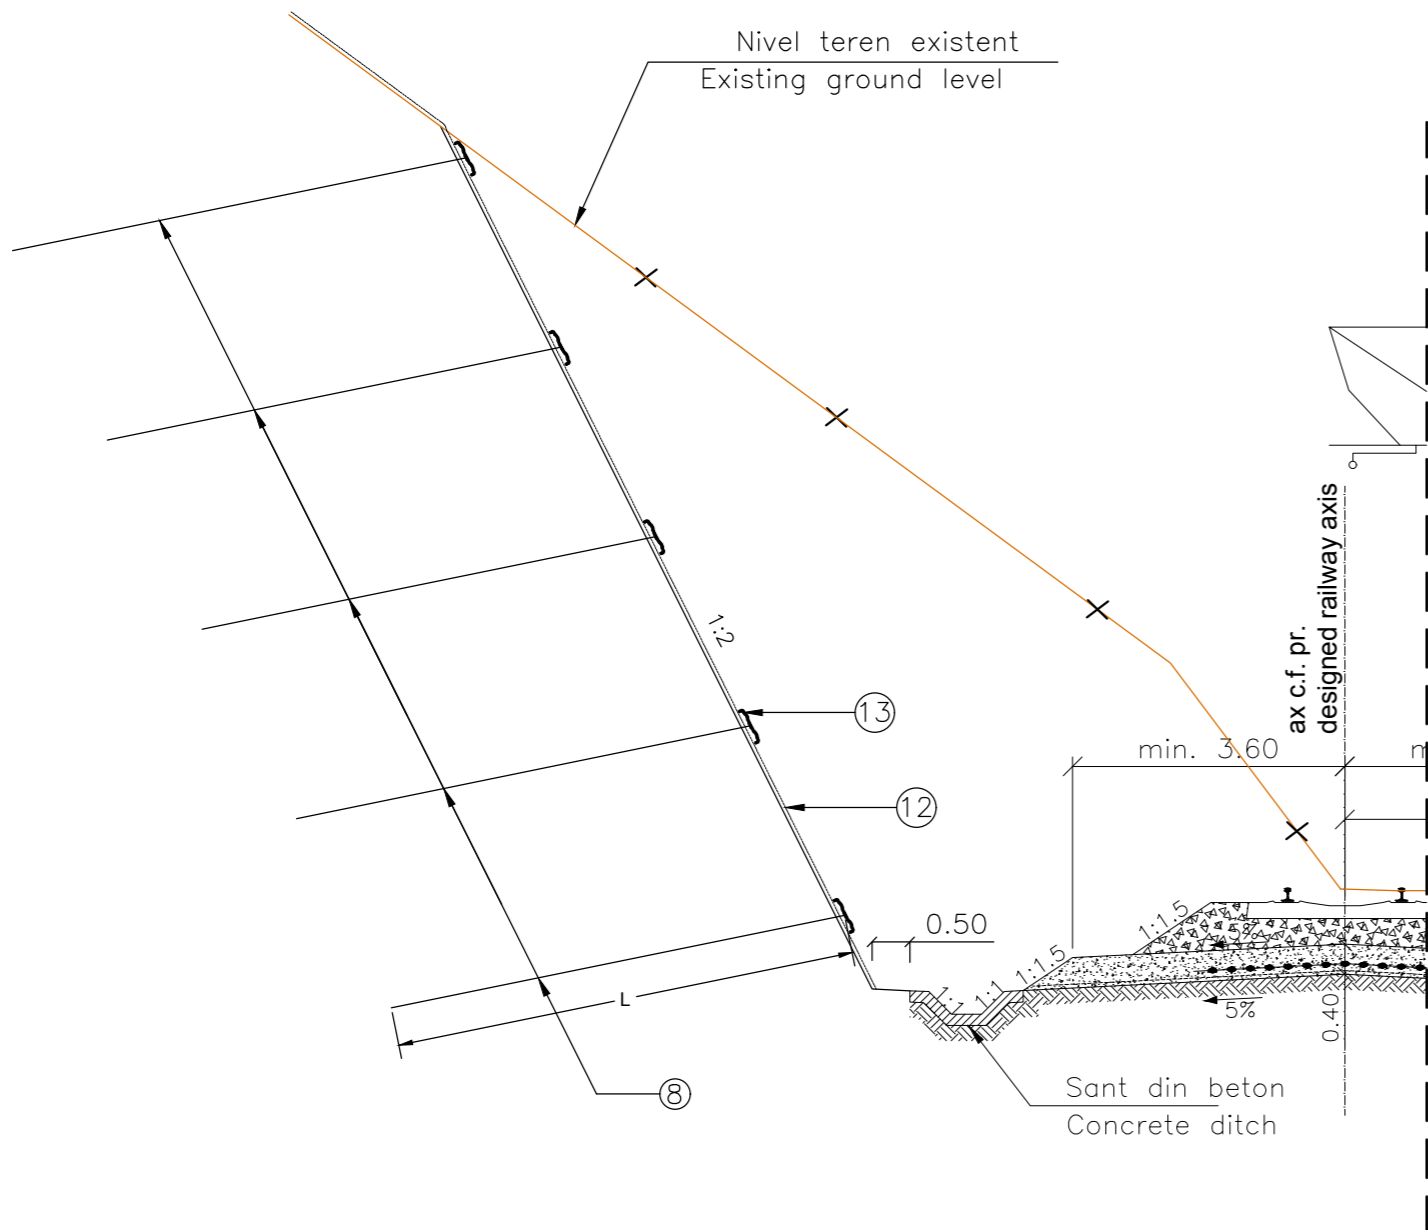 Nivel teren existent
Existing ground level
ax c.f. pr.
designed railway axis
1:2
13
min. 3.60
m
12
0.50
1:1.5
5%
1:1.5
1:1
1:1
L
5%
0.40
8
Sant din beton
Concrete ditch